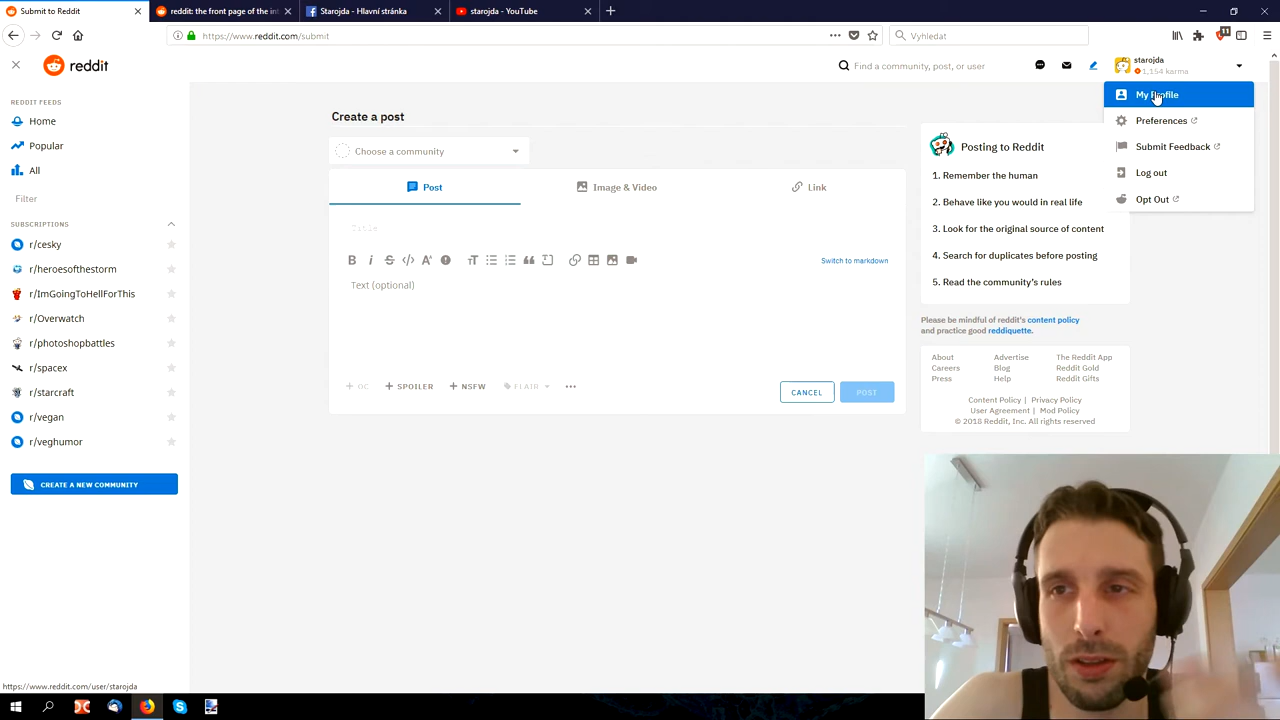 Submit to Reddit
reddit: the front page of the in
Starojda - Hlavní stránka
starojda - YouTube
https://www.reddit.com/submit
Vyhledat
11
reddit
Find a community, post, or user
starojda
1,154 karma
REDDIT FEEDS
Home
Popular
All
Filter
SUBSCRIPTIONS
r/cesky
r/heroesofthestorm
r/ImGoingToHellForThis
r/Overwatch
r/photoshopbattles
r/spacex
r/starcraft
r/vegan
r/veghumor
CREATE A NEW COMMUNITY
Create a post
Choose a community
Post
Image & Video
Link
Title
Switch to markdown
Text (optional)
OC
SPOILER
NSFW
FLAIR
CANCEL
POST
My Profile
Preferences
Submit Feedback
Log out
Opt Out
Posting to Reddit
1. Remember the human
2. Behave like you would in real life
3. Look for the original source of content
4. Search for duplicates before posting
5. Read the community's rules
Please be mindful of reddit's content policy
and practice good reddiquette.
About Advertise The Reddit App
Careers Blog Reddit Gold
Press Help Reddit Gifts
Content Policy | Privacy Policy
User Agreement | Mod Policy
© 2018 Reddit, Inc. All rights reserved
https://www.reddit.com/user/starojda